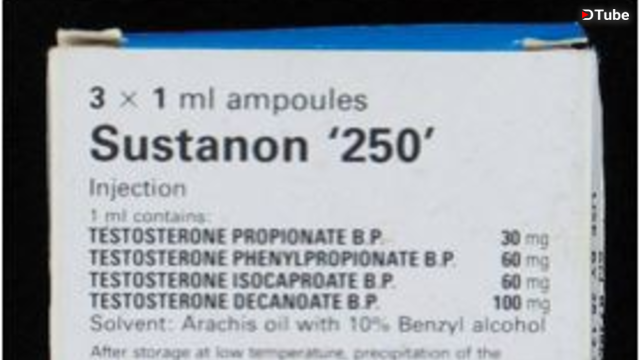 DTube
3 × 1 ml ampoules
Sustanon ‘250’
Injection
1 ml contains:
TESTOSTERONE PROPIONATE B.P. 30 mg
TESTOSTERONE PHENYLPROPIONATE B.P. 60 mg
TESTOSTERONE ISOCAPROATE B.P. 60 mg
TESTOSTERONE DECANOATE B.P. 100 mg
Solvent: Arachis oil with 10% Benzyl alcohol
After storage at low temperature, precipitation of the